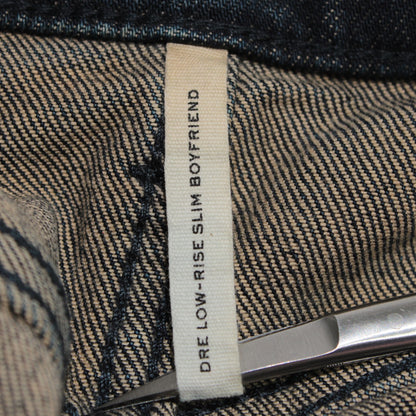 DRE LOW-RISE SLIM BOYFRIEND